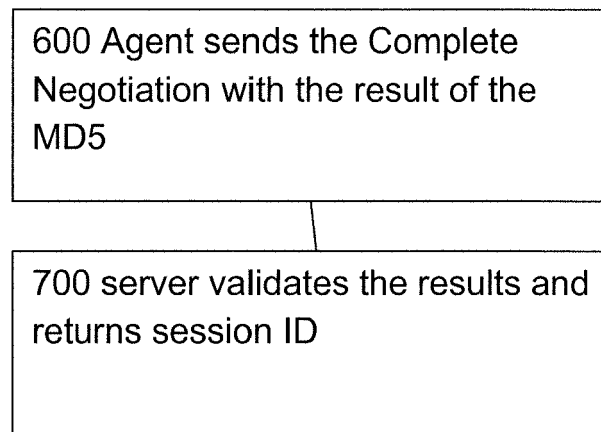 600 Agent sends the Complete
Negotiation with the result of the
MD5
700 server validates the results and
returns session ID